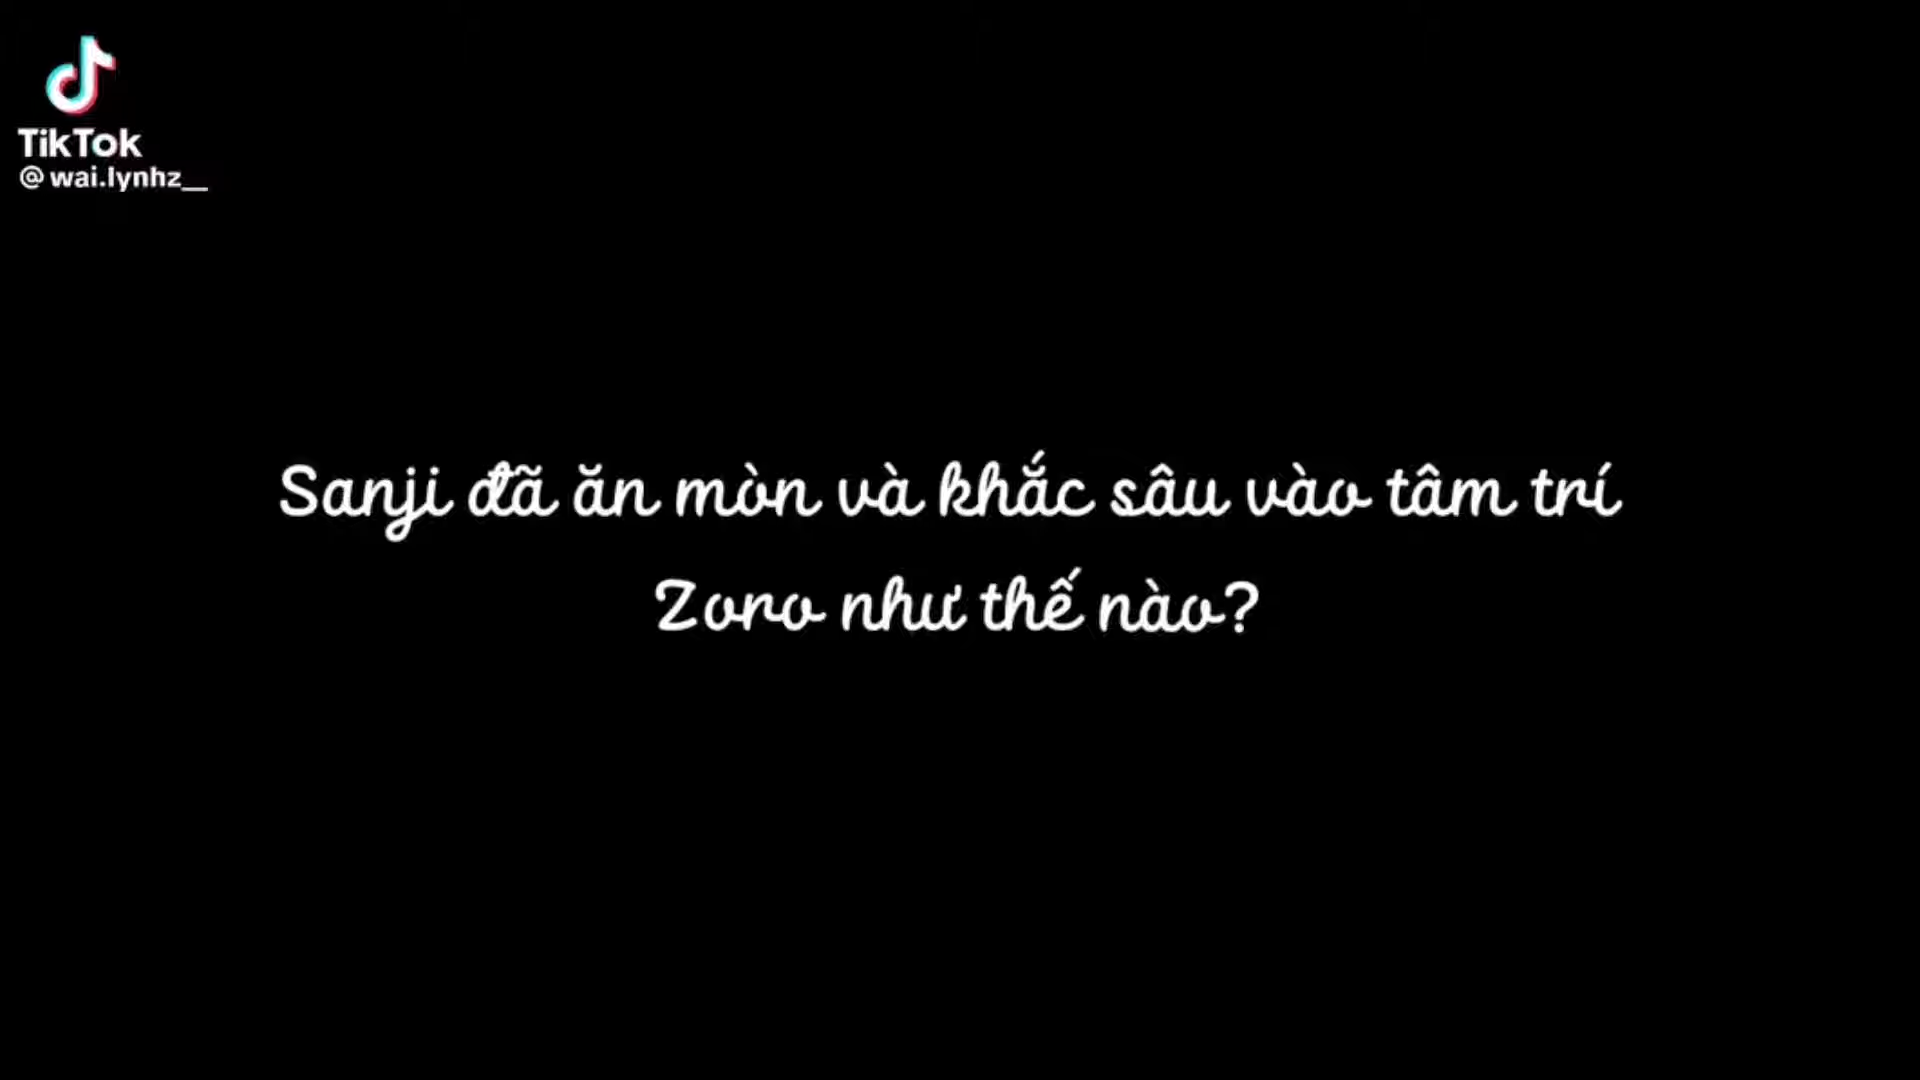 TikTok
@wai.lynhz__
Sanji đã ăn mòn và khắc sâu vào tâm trí
Zoro như thế nào?